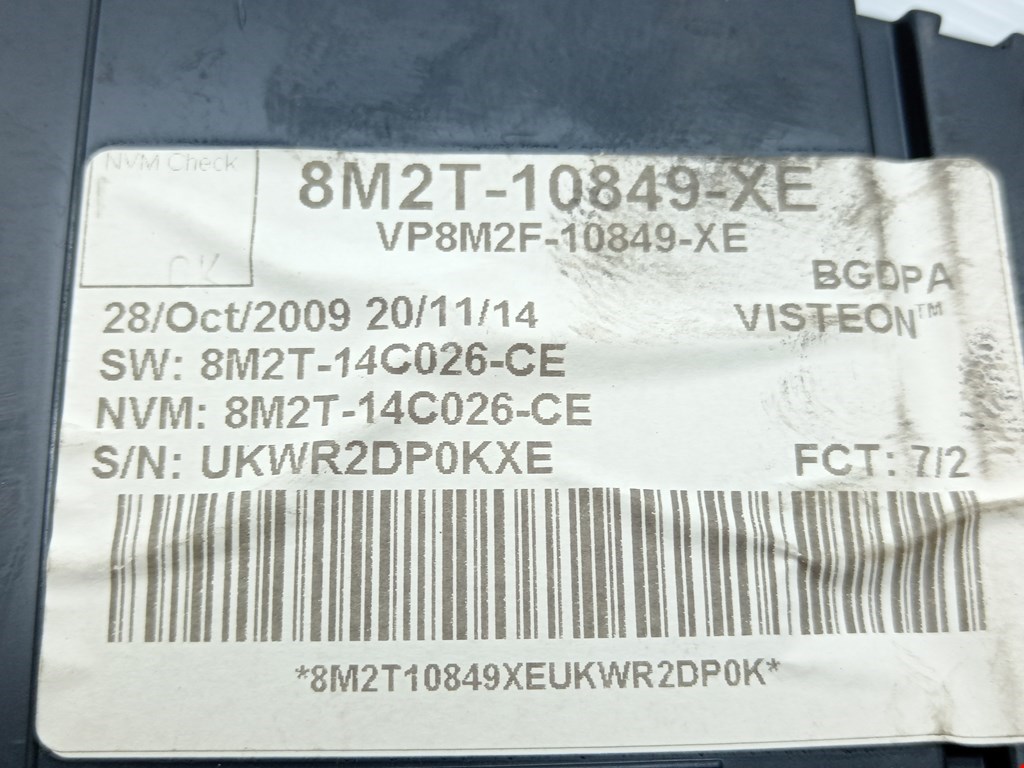 NVM Check
OK
8M2T-10849-XE
VP8M2F-10849-XE
BGDPA
28/Oct/2009 20/11/14
VISTEON™
SW: 8M2T-14C026-CE
NVM: 8M2T-14C026-CE
S/N: UKWR2DP0KXE
FCT: 7/2
*8M2T10849XEUKWR2DP0K*